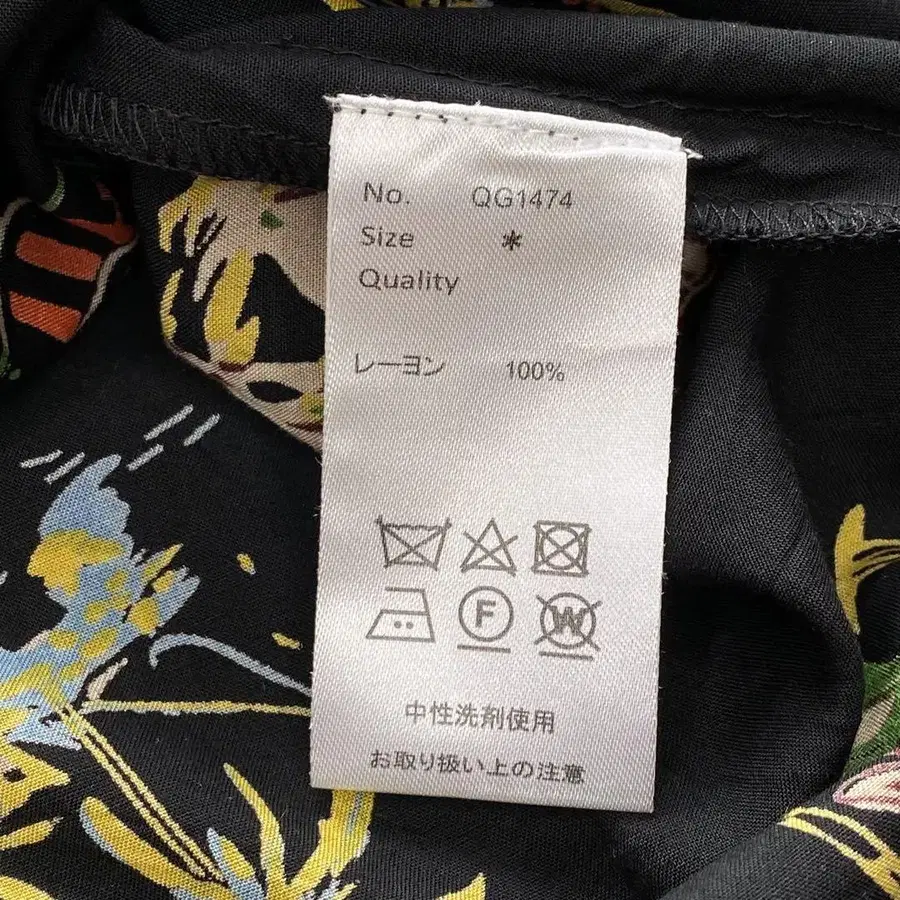 No. QG1474
Size *
Quality
レーヨン 100%
F W
中性洗剤使用
お取り扱い上の注意